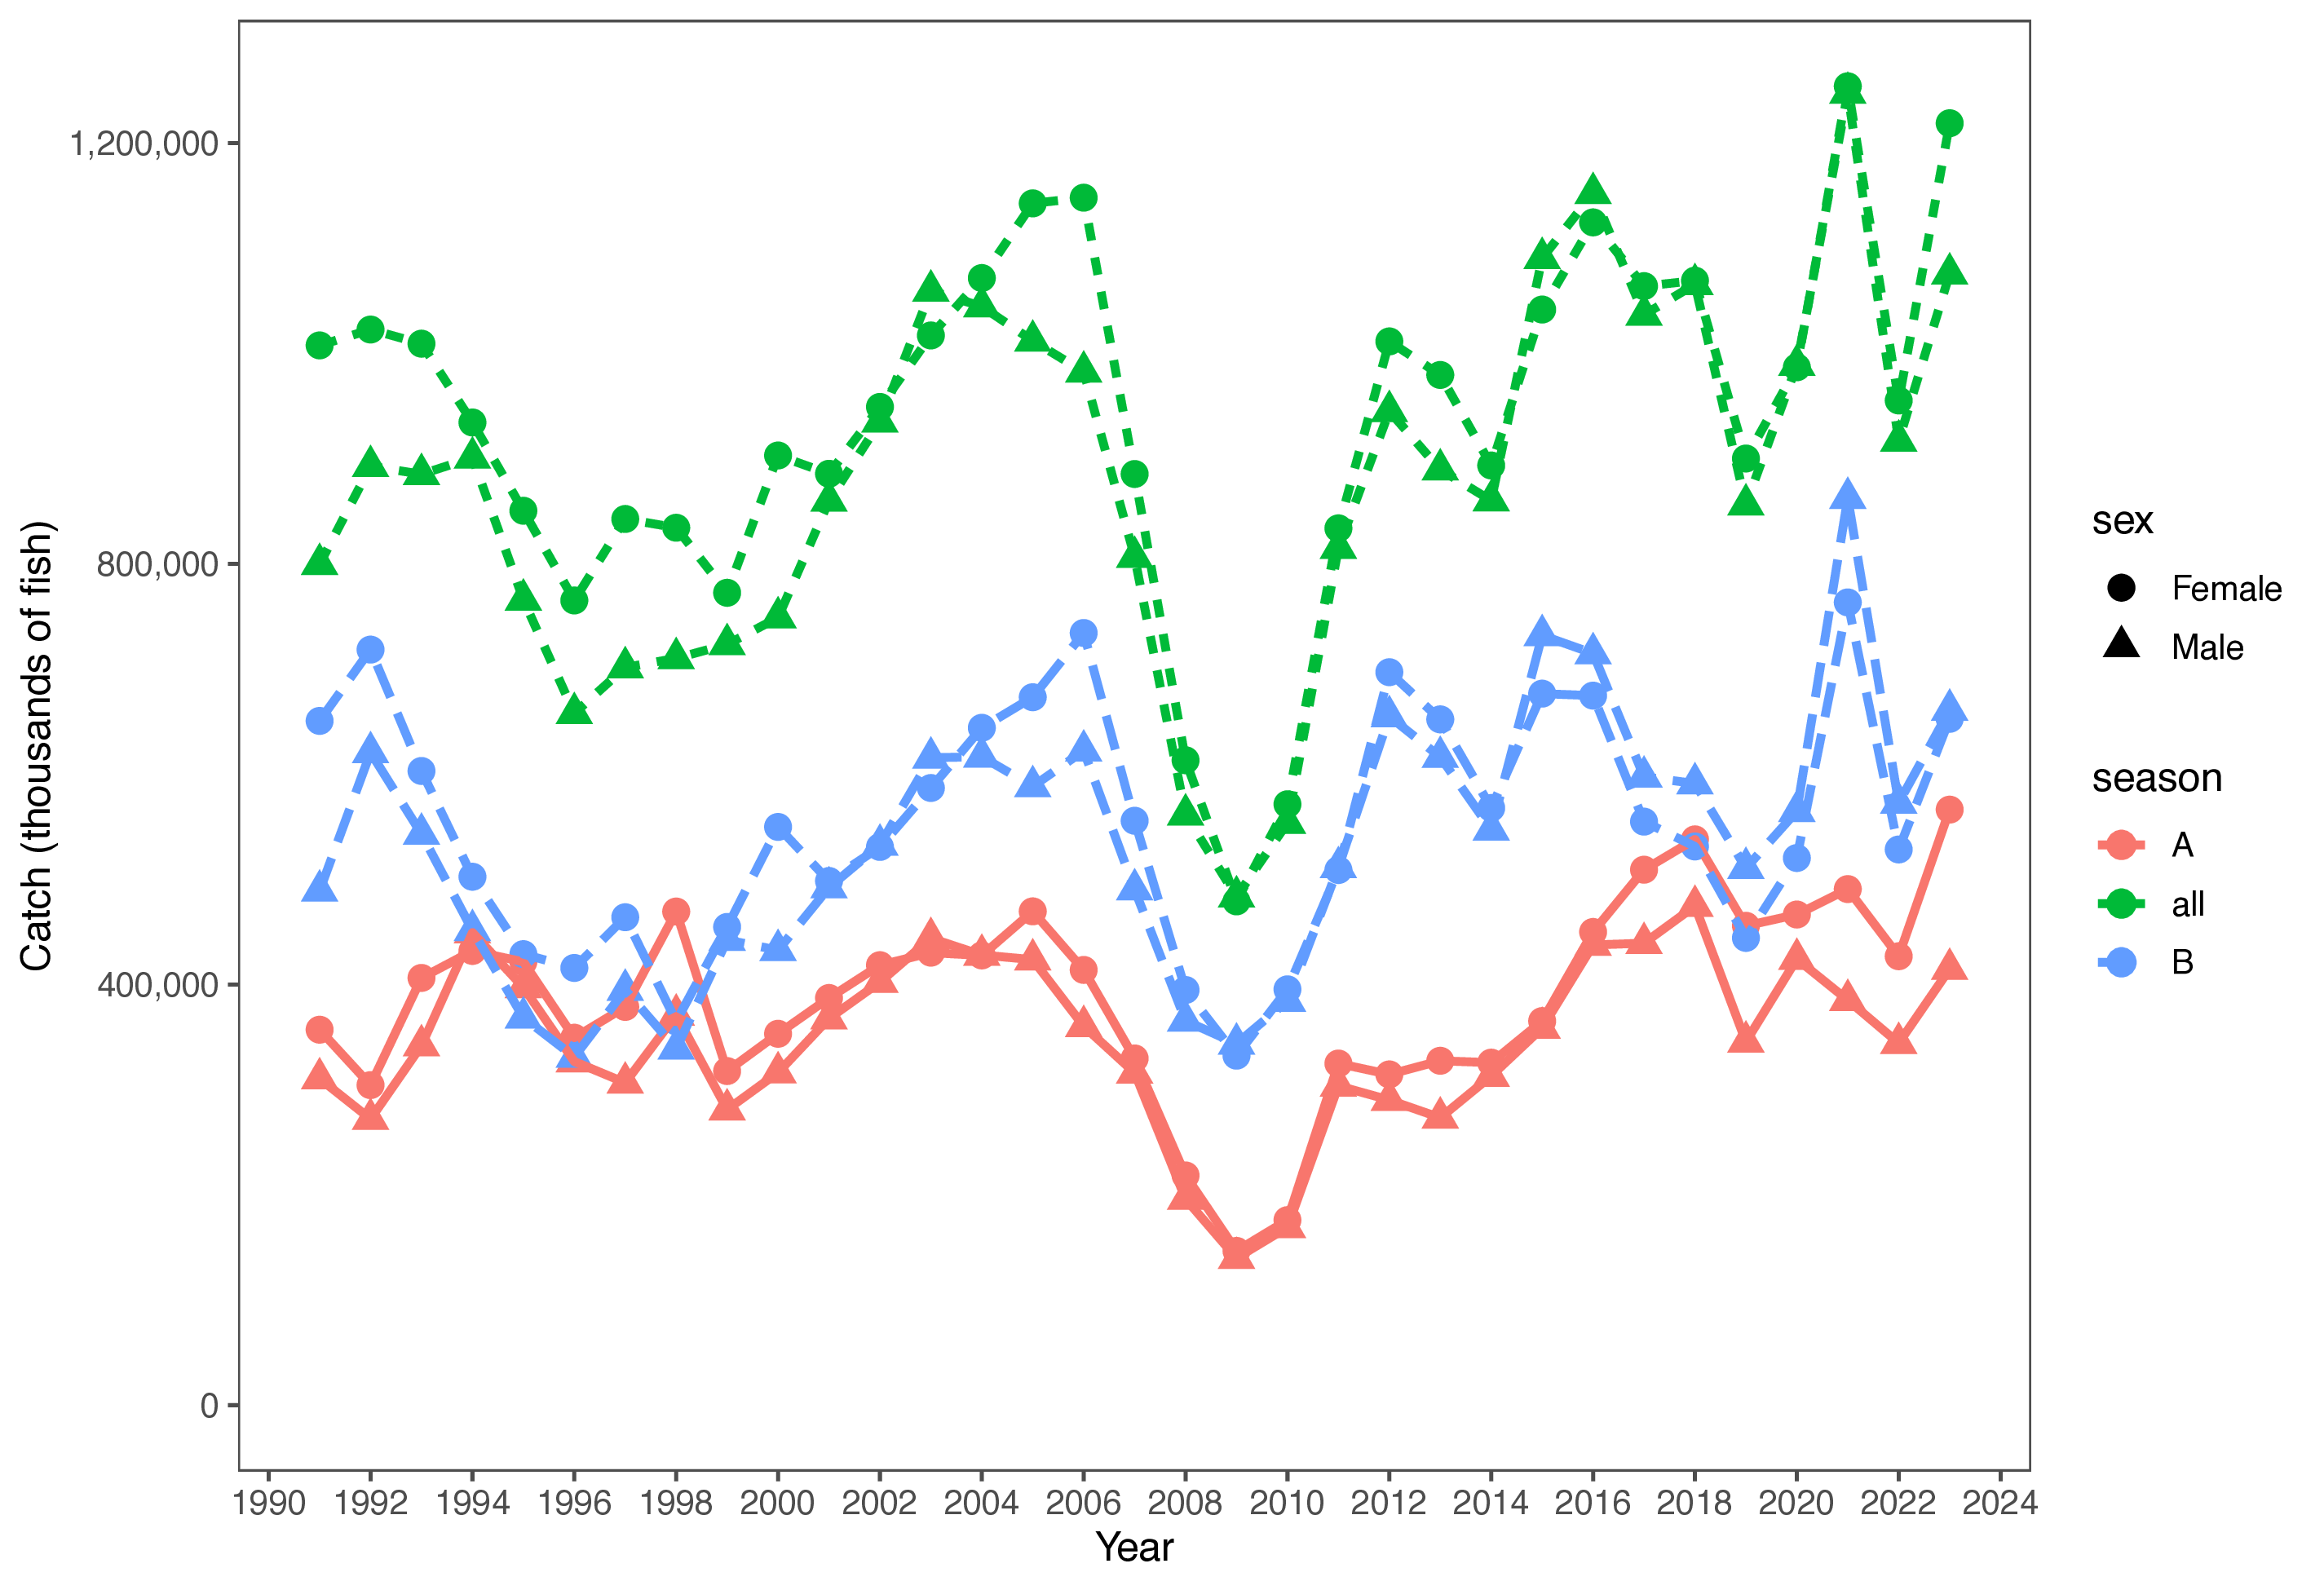 Catch (thousands of fish)
1,200,000
800,000
400,000
0
1990 1992 1994 1996 1998 2000 2002 2004 2006 2008 2010 2012 2014 2016 2018 2020 2022 2024
Year
sex
Female
Male
season
A
all
B